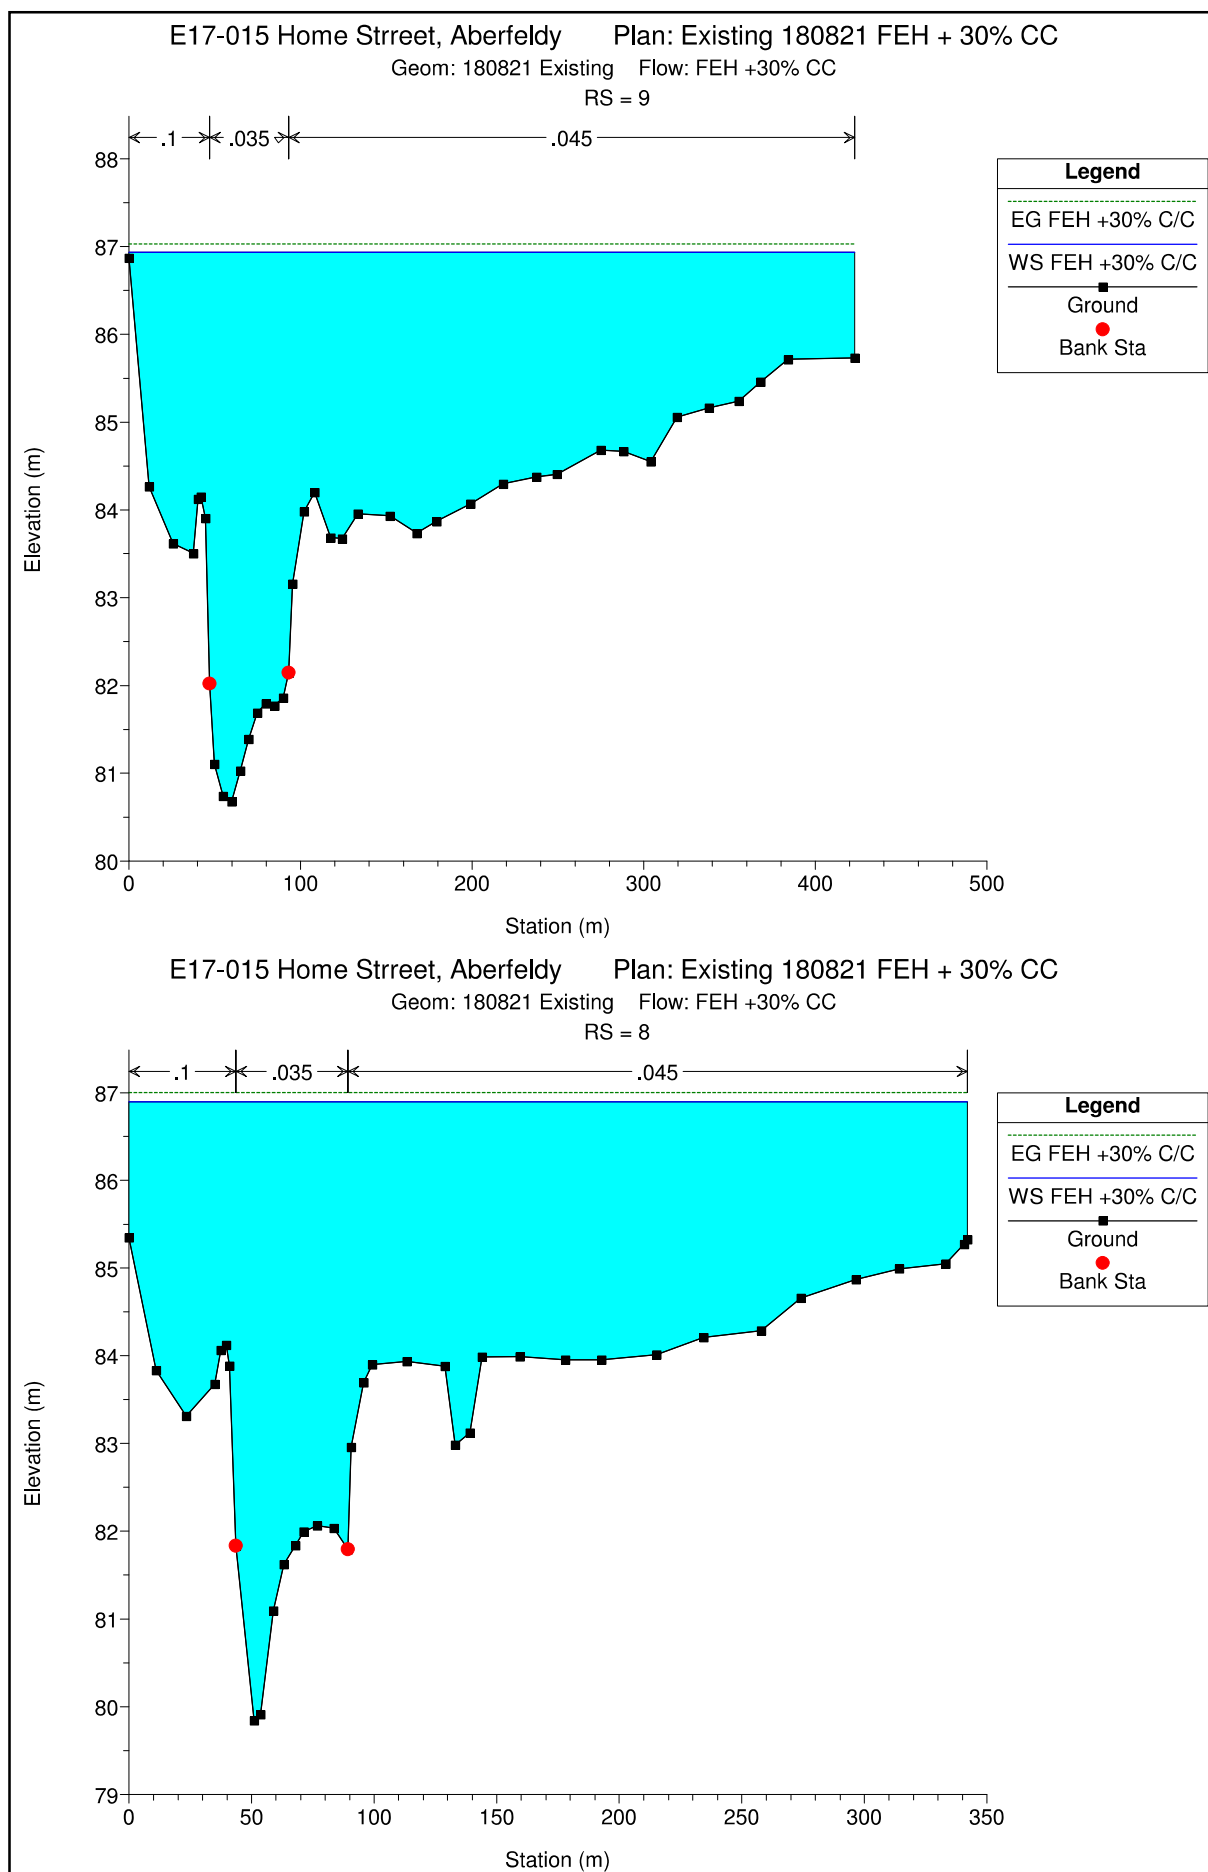 E17-015 Home Strreet, Aberfeldy Plan: Existing 180821 FEH + 30% CC
Geom: 180821 Existing Flow: FEH +30% CC
RS = 9
.1 .035 .045
88
87
86
85
84
83
82
81
80
Elevation (m)
0 100 200 300 400 500
Station (m)
Legend
EG FEH +30% C/C
WS FEH +30% C/C
Ground
Bank Sta
E17-015 Home Strreet, Aberfeldy Plan: Existing 180821 FEH + 30% CC
Geom: 180821 Existing Flow: FEH +30% CC
RS = 8
.1 .035 .045
87
86
85
84
83
82
81
80
79
Elevation (m)
0 50 100 150 200 250 300 350
Station (m)
Legend
EG FEH +30% C/C
WS FEH +30% C/C
Ground
Bank Sta